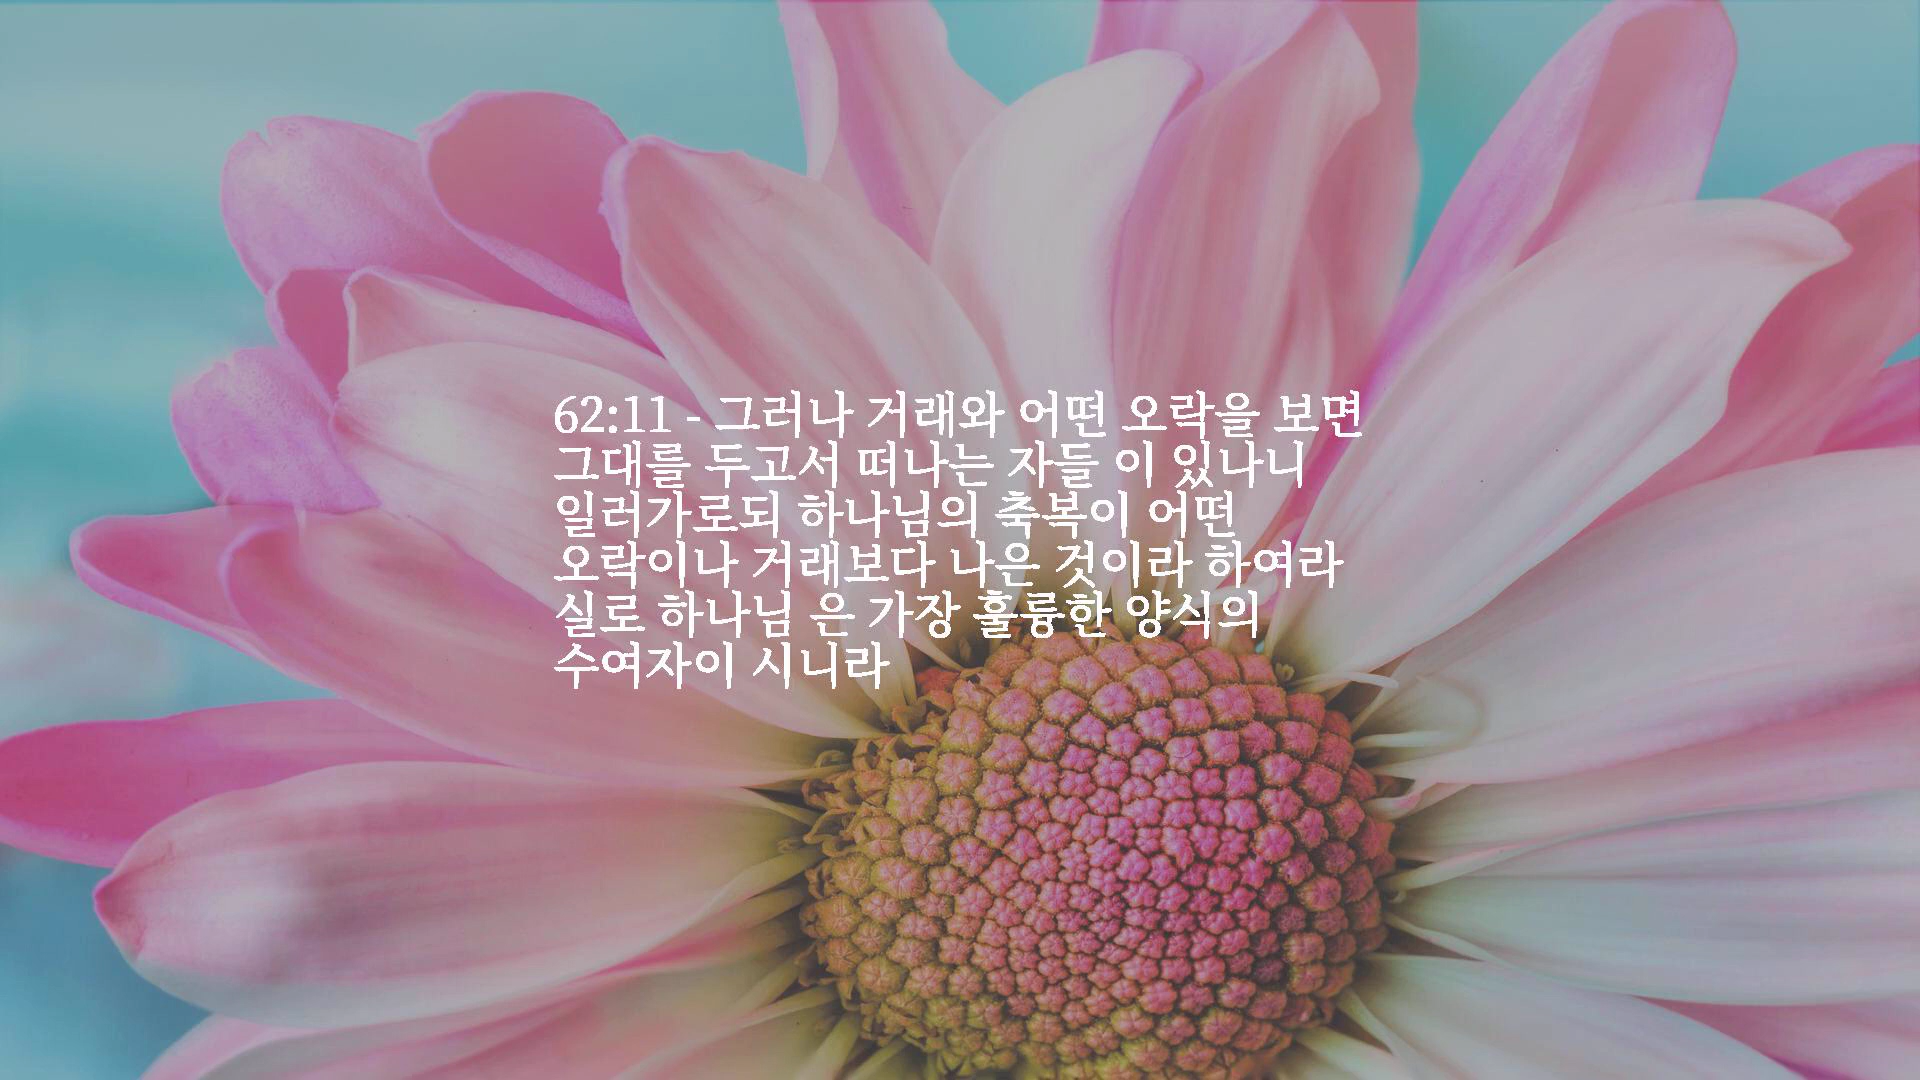 62:11 - 그러나 거래와 어떤 오락을 보면
그대를 두고서 떠나는 자들 이 있나니
일러가로되 하나님의 축복이 어떤
오락이나 거래보다 나은 것이라 하여라
실로 하나님 은 가장 훌륭한 양식의
수여자이 시니라